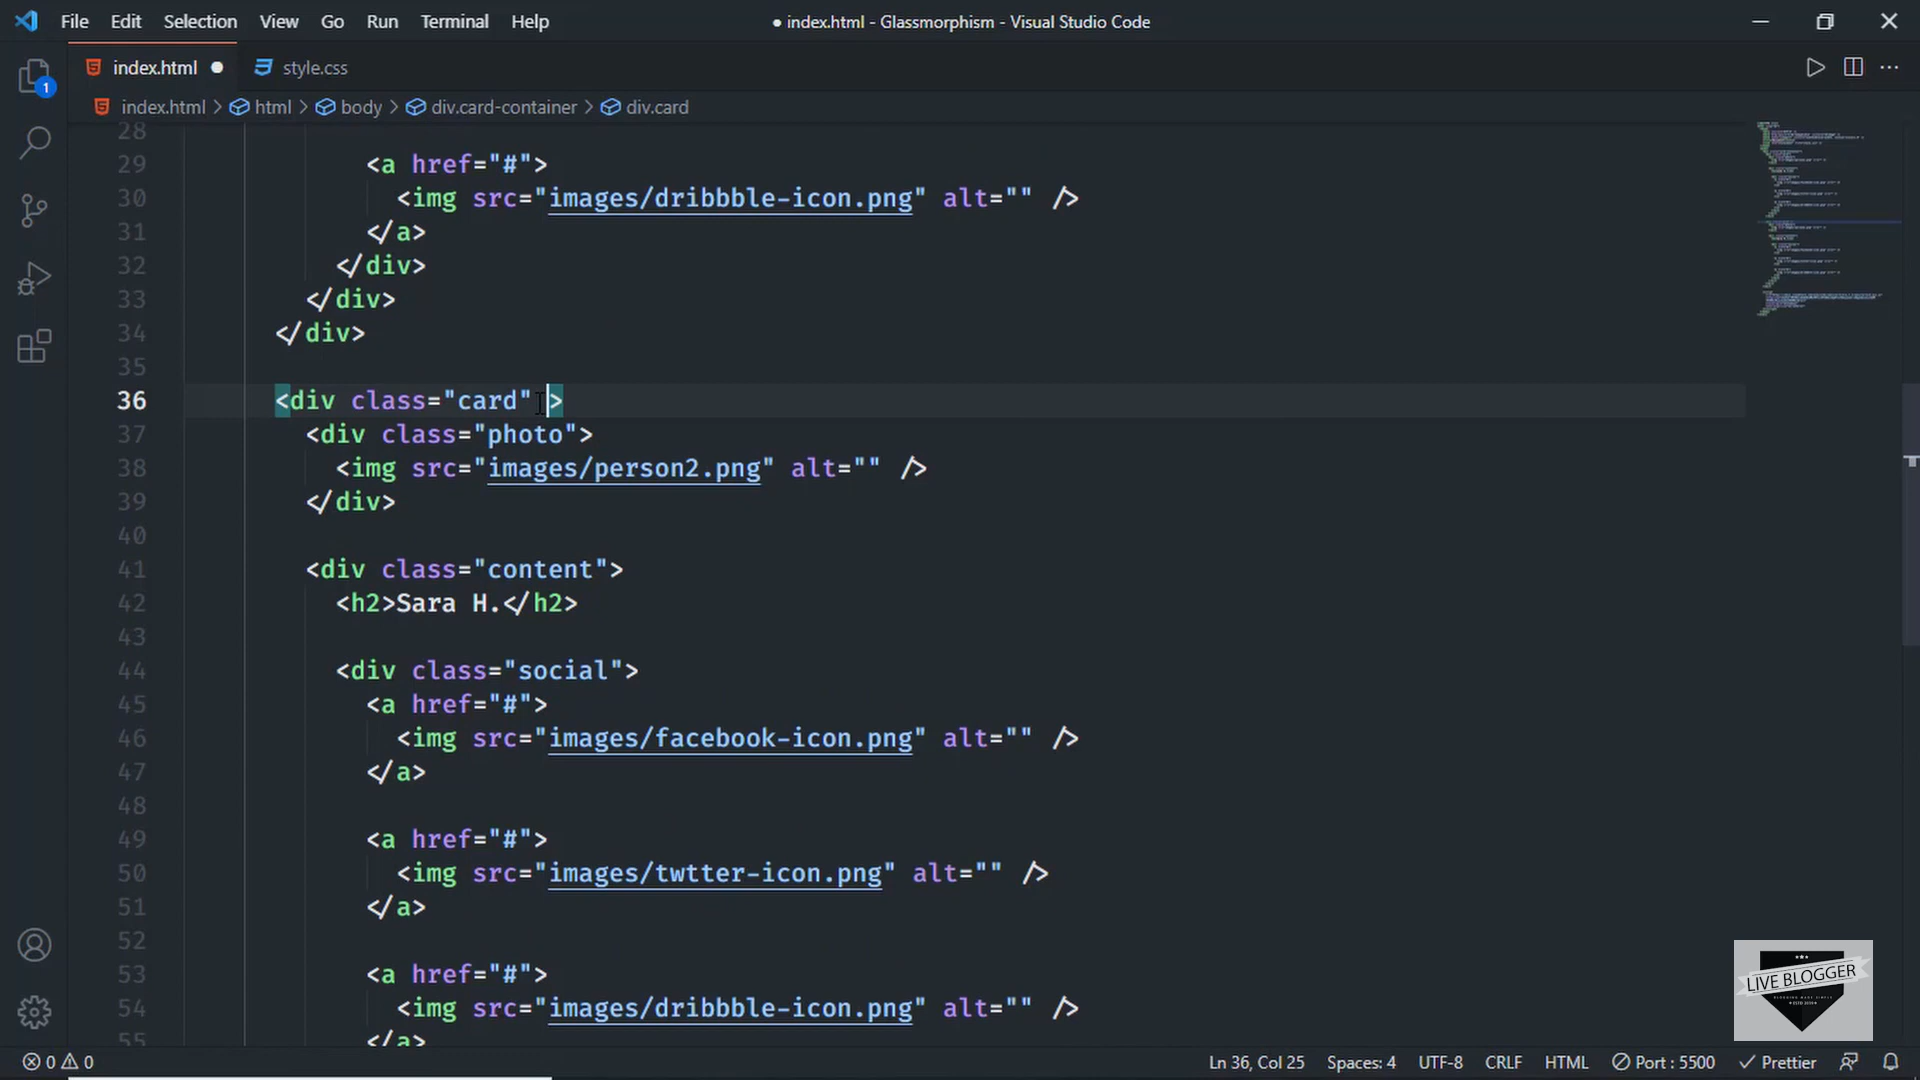 File Edit Selection View Go Run Terminal Help
● index.html - Glassmorphism - Visual Studio Code
index.html ●
style.css
1
index.html > html > body > div.card-container > div.card
28
29 <a href="#">
30 <img src="images/dribbble-icon.png" alt="" />
31 </a>
32 </div>
33 </div>
34 </div>
35
36 <div class="card" >
37 <div class="photo">
38 <img src="images/person2.png" alt="" />
39 </div>
40
41 <div class="content">
42 <h2>Sara H.</h2>
43
44 <div class="social">
45 <a href="#">
46 <img src="images/facebook-icon.png" alt="" />
47 </a>
48
49 <a href="#">
50 <img src="images/twtter-icon.png" alt="" />
51 </a>
52
53 <a href="#">
54 <img src="images/dribbble-icon.png" alt="" />
55 </a>
LIVE BLOGGER
0 0
Ln 36, Col 25 Spaces: 4 UTF-8 CRLF HTML Port : 5500 Prettier